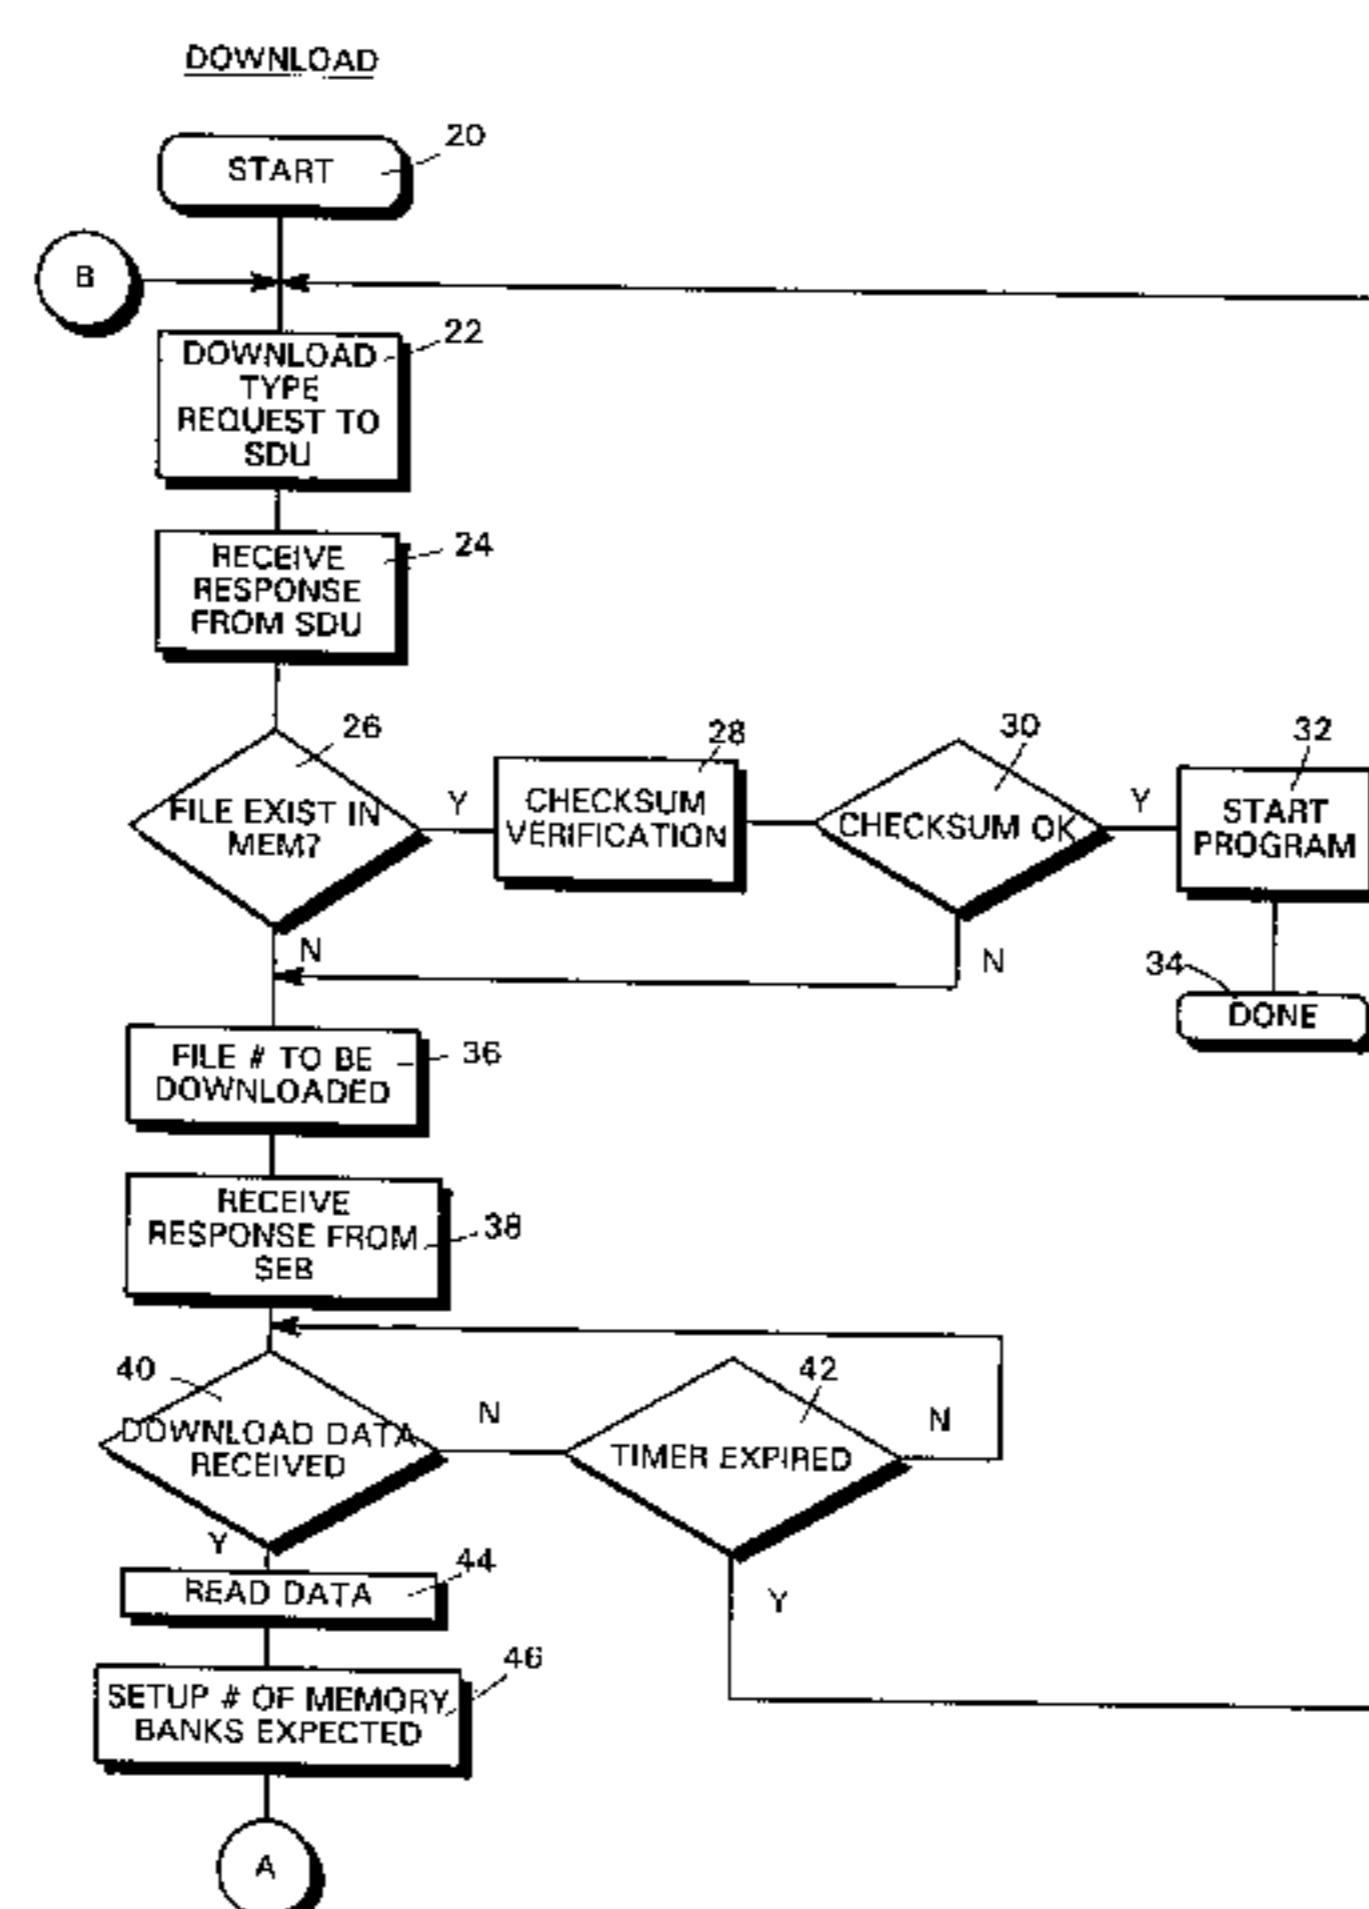 DOWNLOAD
START
20
B
DOWNLOAD
TYPE
REQUEST TO
SDU
22
RECEIVE
RESPONSE
FROM SDU
24
FILE EXIST IN
MEM?
26
Y
N
CHECKSUM
VERIFICATION
28
CHECKSUM OK
30
Y
N
START
PROGRAM
32
34
DONE
FILE # TO BE
DOWNLOADED
36
RECEIVE
RESPONSE FROM
SEB
38
40
DOWNLOAD DATA
RECEIVED
N
Y
42
TIMER EXPIRED
N
Y
READ DATA
44
SETUP # OF MEMORY
BANKS EXPECTED
46
A